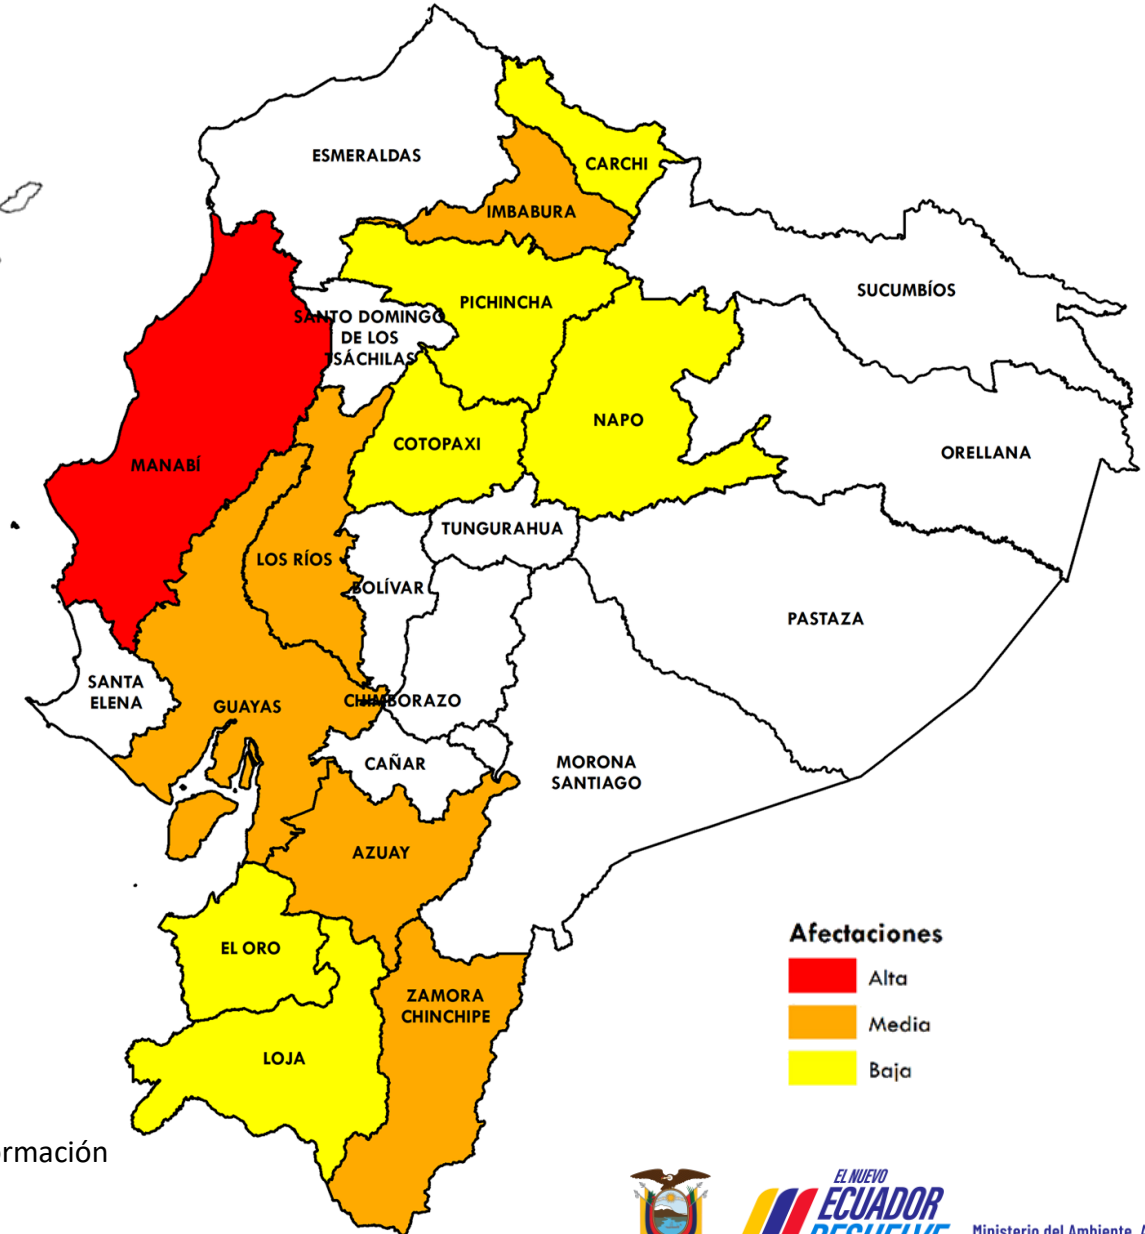 ESMERALDAS
CARCHI
IMBABURA
SUCUMBÍOS
PICHINCHA
SANTO DOMINGO
DE LOS
TSÁCHILAS
NAPO
COTOPAXI
ORELLANA
MANABÍ
TUNGURAHUA
LOS RÍOS
BOLÍVAR
PASTAZA
SANTA
ELENA
GUAYAS
CHIMBORAZO
CAÑAR
MORONA
SANTIAGO
AZUAY
EL ORO
ZAMORA
CHINCHIPE
LOJA
Afectaciones
Alta
Media
Baja
ormación
EL NUEVO
ECUADOR
RESUELVE
Ministerio del Ambiente, A